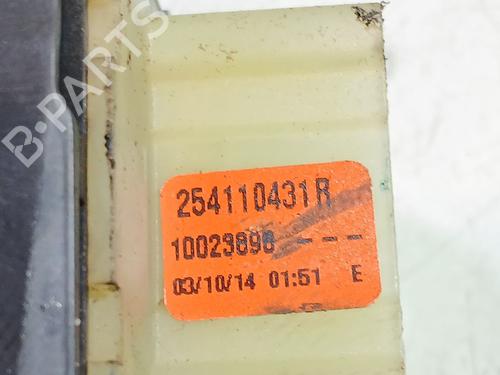 B-PARTS
254110431R
10023898 - - -
03/10/14 01:51 E